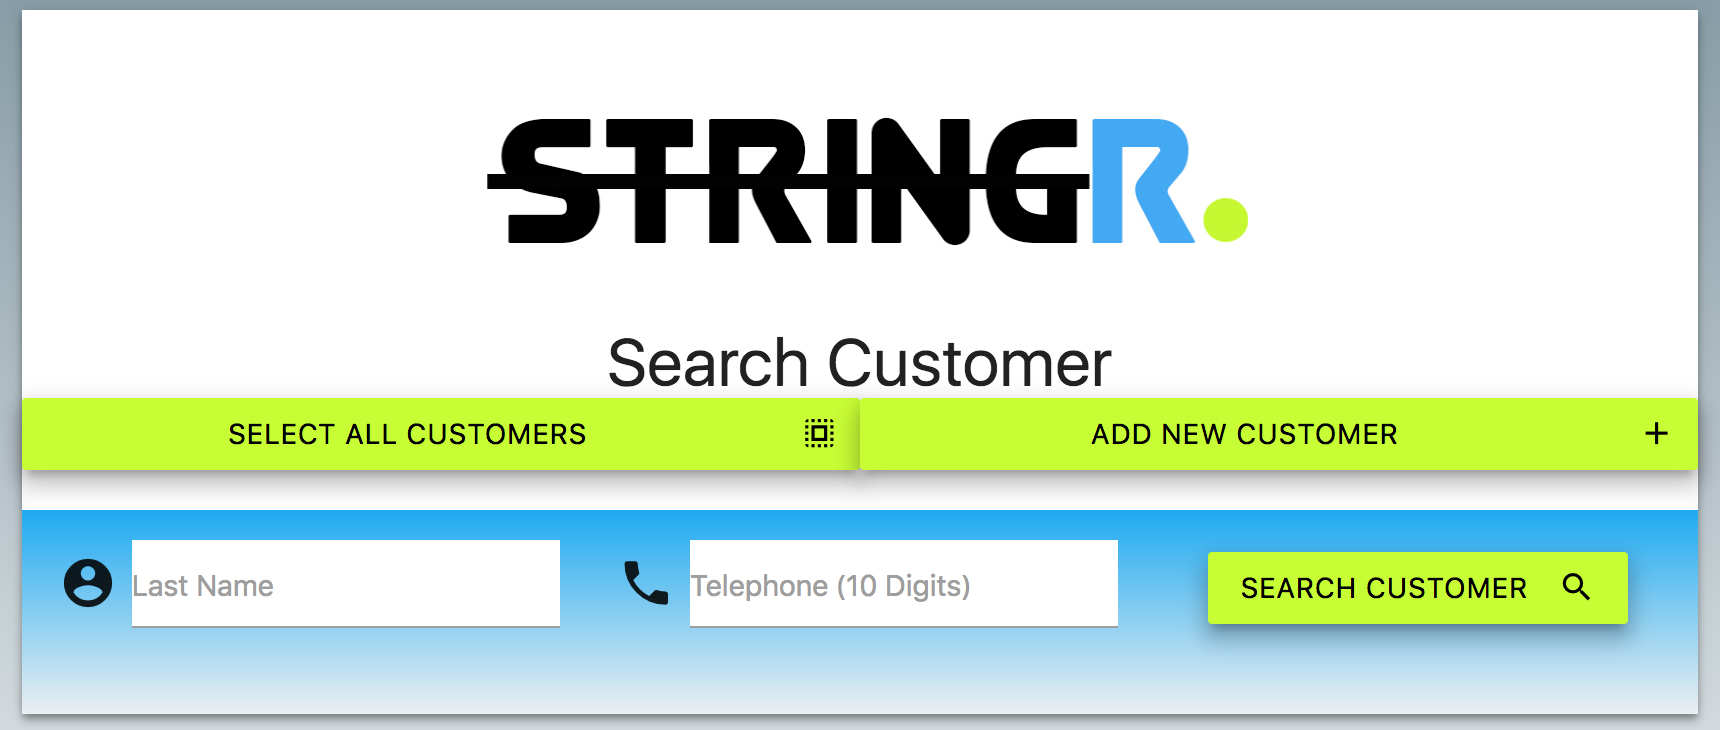 STRINGR.
Search Customer
SELECT ALL CUSTOMERS
ADD NEW CUSTOMER
Last Name
Telephone (10 Digits)
SEARCH CUSTOMER